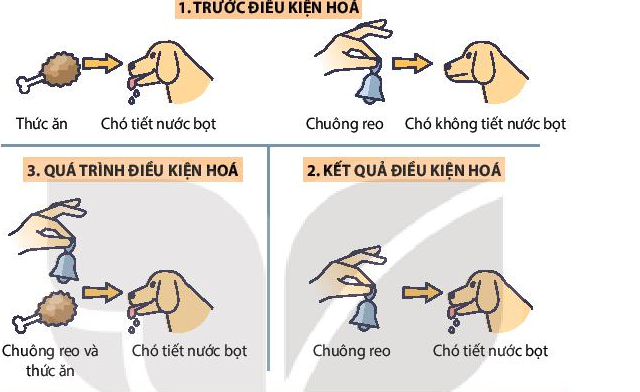 1. TRƯỚC ĐIỀU KIỆN HOÁ
Thức ăn
Chó tiết nước bọt
Chuông reo
Chó không tiết nước bọt
3. QUÁ TRÌNH ĐIỀU KIỆN HOÁ
Chuông reo và
thức ăn
Chó tiết nước bọt
2. KẾT QUẢ ĐIỀU KIỆN HOÁ
Chuông reo
Chó tiết nước bọt